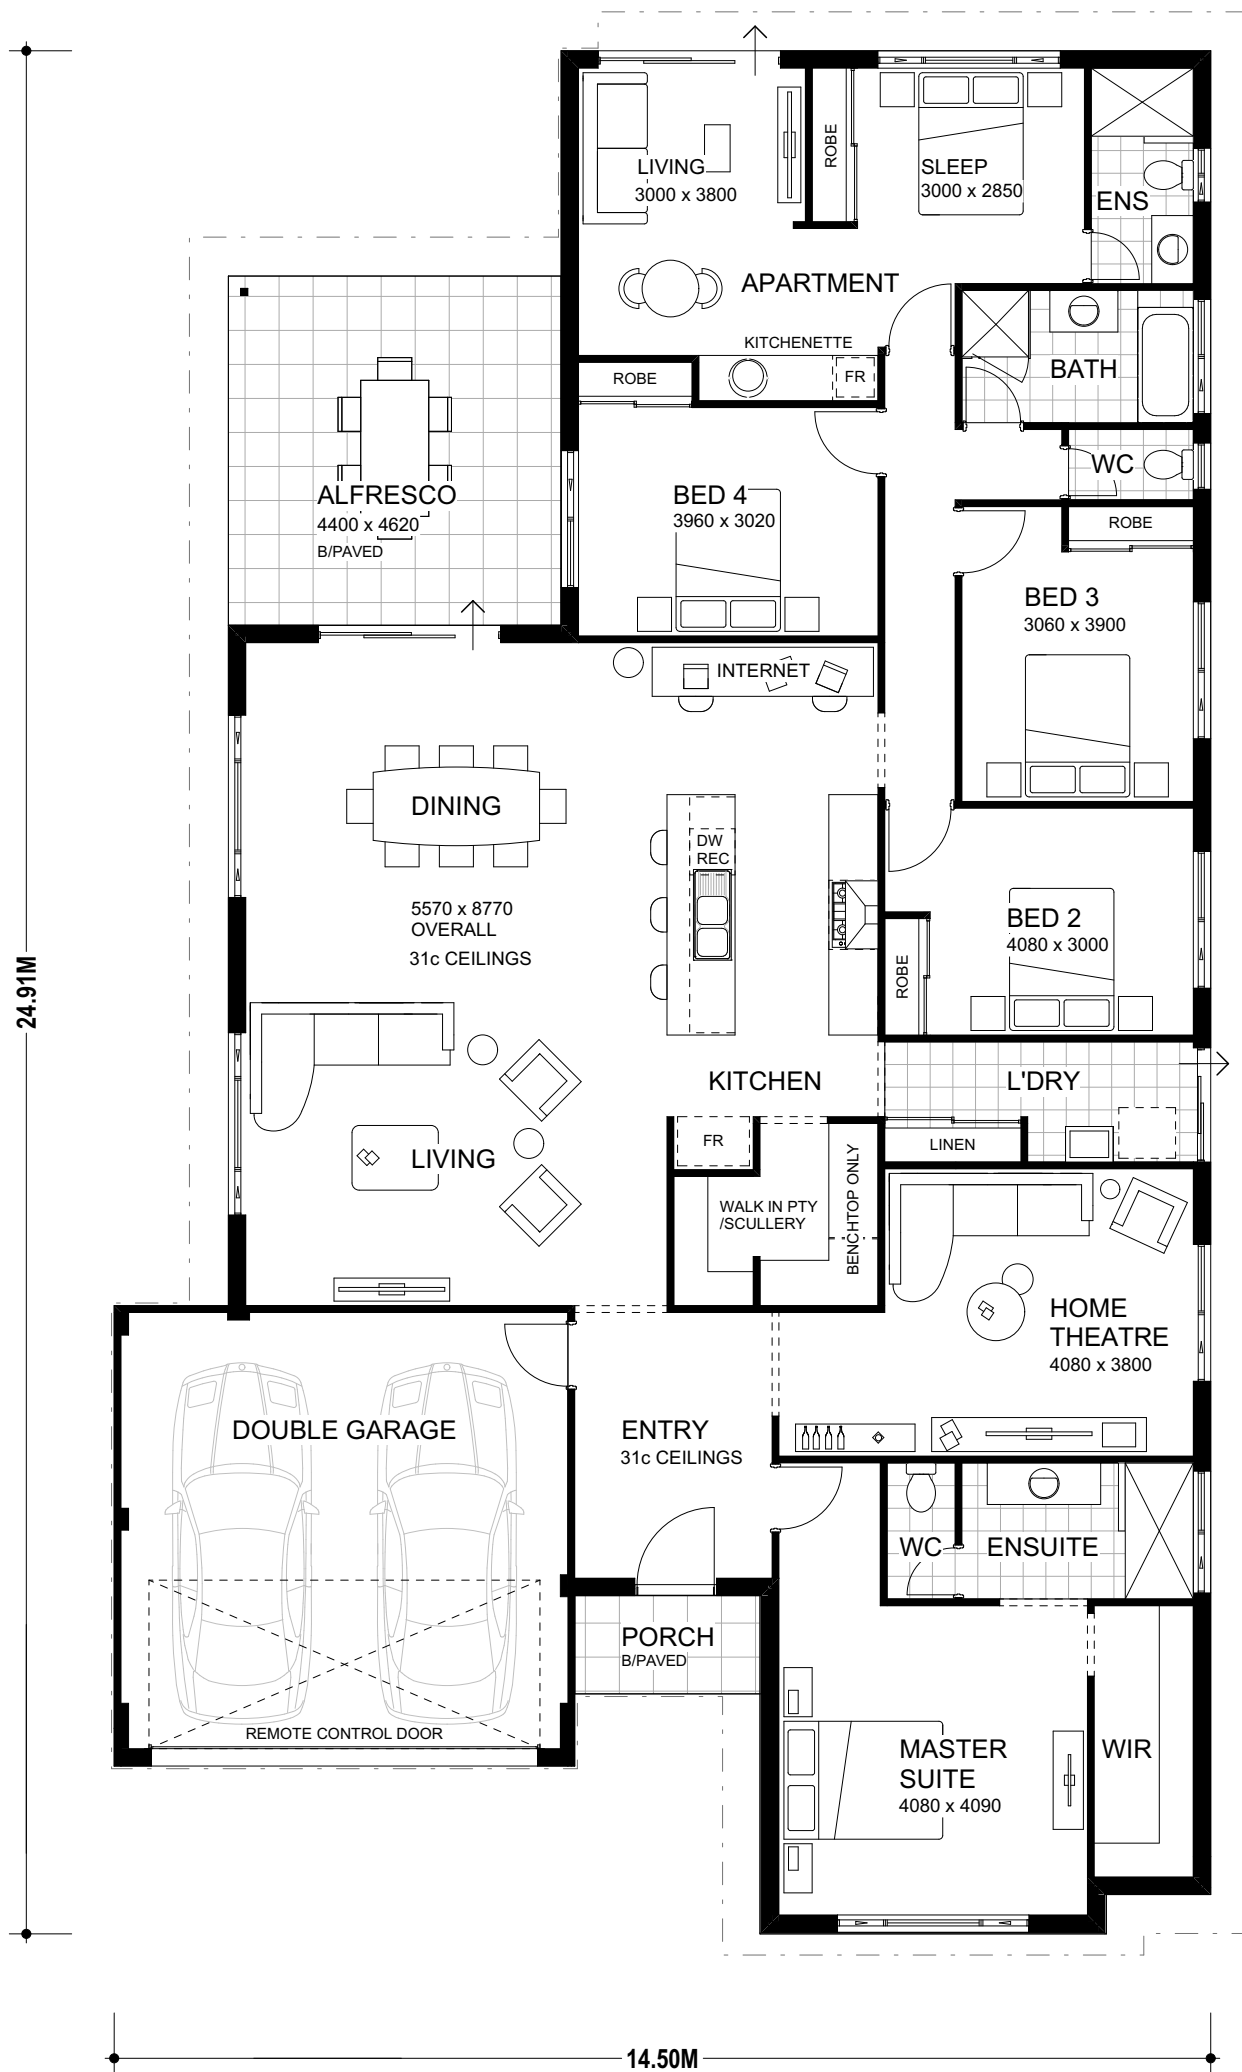 LIVING
3000 x 3800
ROBE
SLEEP
3000 x 2850
ENS
APARTMENT
KITCHENETTE
ROBE
FR
BATH
WC
ALFRESCO
4400 x 4620
B/PAVED
BED 4
3960 x 3020
ROBE
BED 3
3060 x 3900
INTERNET
DINING
5570 x 8770
OVERALL
31c CEILINGS
DW
REC
BED 2
4080 x 3000
ROBE
24.91M
KITCHEN
L'DRY
LINEN
FR
LIVING
WALK IN PTY
/SCULLERY
BENCHTOP ONLY
HOME
THEATRE
4080 x 3800
DOUBLE GARAGE
ENTRY
31c CEILINGS
WC
ENSUITE
PORCH
B/PAVED
REMOTE CONTROL DOOR
MASTER
SUITE
4080 x 4090
WIR
14.50M